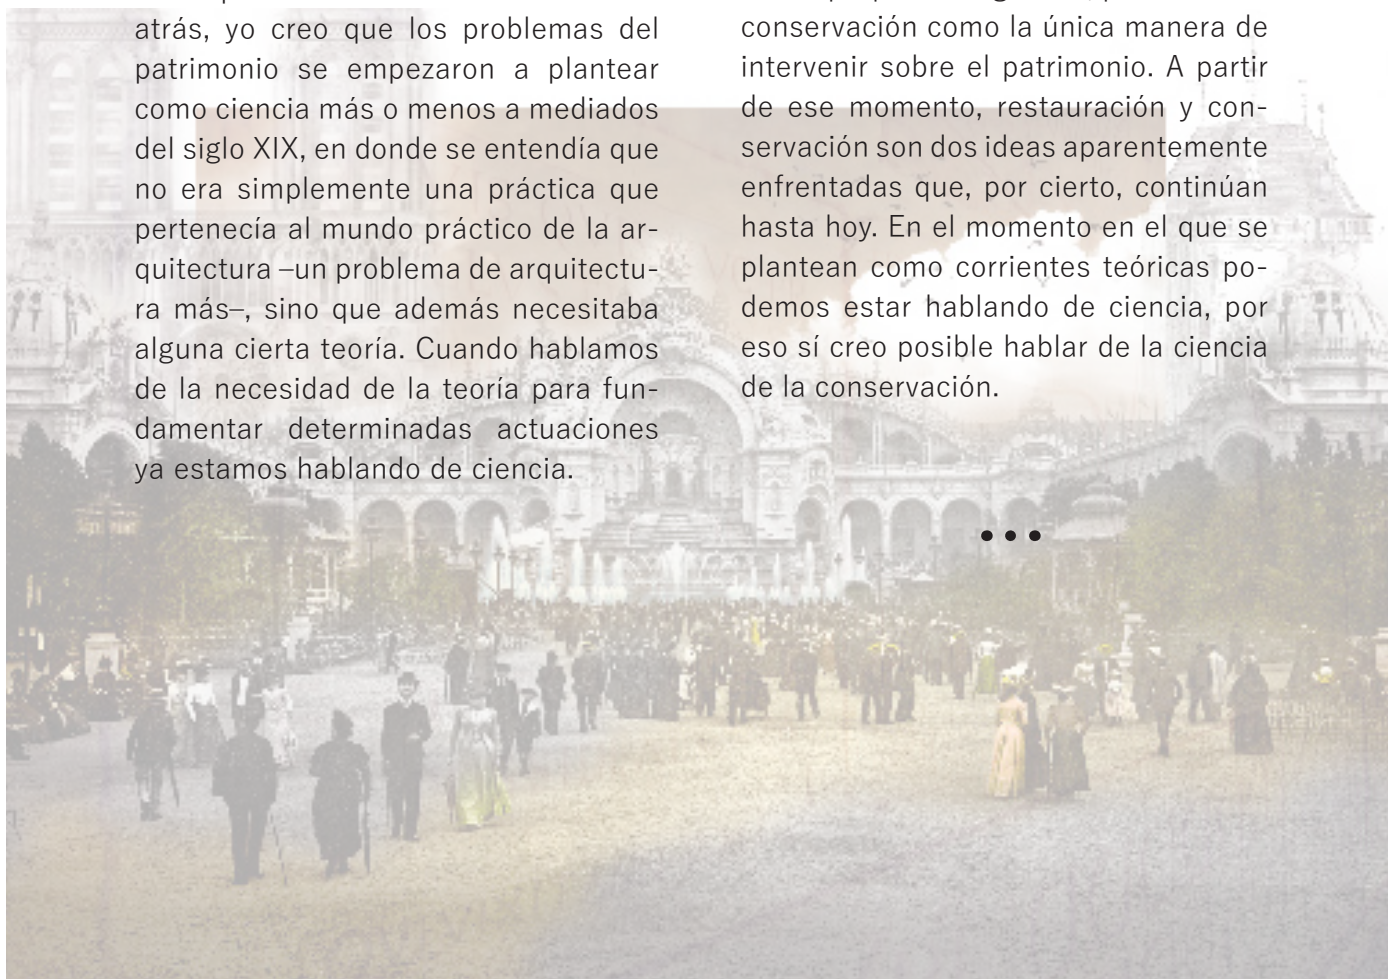 atrás, yo creo que los problemas del
patrimonio se empezaron a plantear
como ciencia más o menos a mediados
del siglo XIX, en donde se entendía que
no era simplemente una práctica que
pertenecía al mundo práctico de la ar-
quitectura –un problema de arquitectu-
ra más–, sino que además necesitaba
alguna cierta teoría. Cuando hablamos
de la necesidad de la teoría para fun-
damentar determinadas actuaciones
ya estamos hablando de ciencia.
conservación como la única manera de
intervenir sobre el patrimonio. A partir
de ese momento, restauración y con-
servación son dos ideas aparentemente
enfrentadas que, por cierto, continúan
hasta hoy. En el momento en el que se
plantean como corrientes teóricas po-
demos estar hablando de ciencia, por
eso sí creo posible hablar de la ciencia
de la conservación.
•••